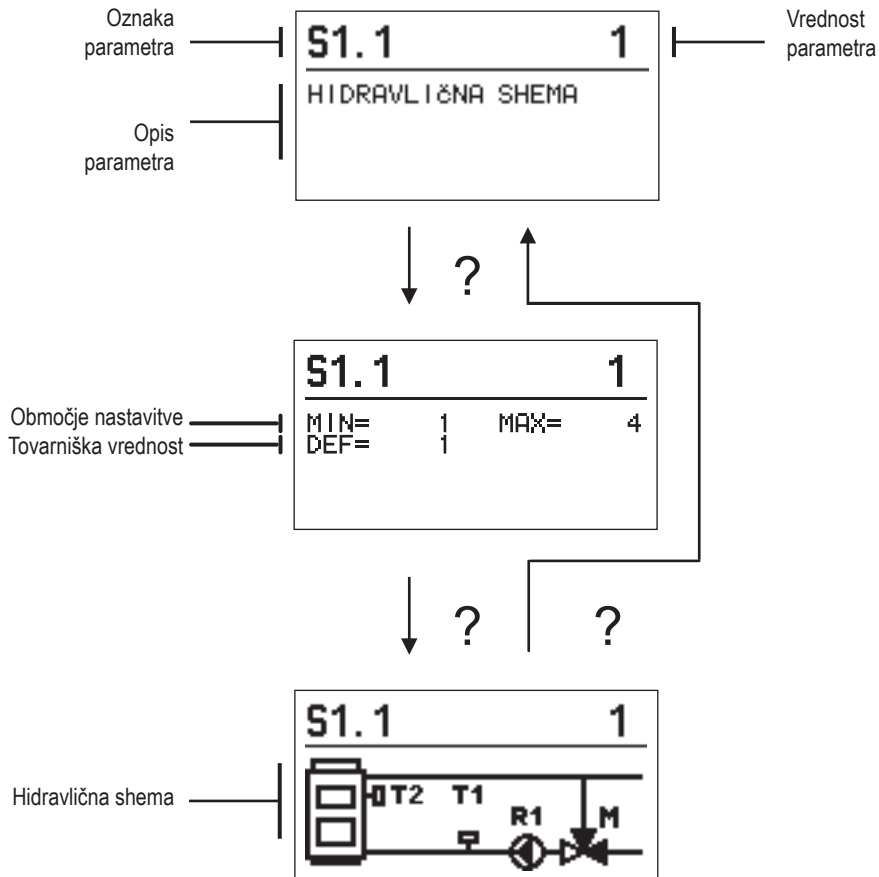 Oznaka
parametra
S1.1 1
Vrednost
parametra
HIDRAVLIčNA SHEMA
Opis
parametra
?
S1.1 1
Območje nastavitve
MIN= 1 MAX= 4
Tovarniška vrednost
DEF= 1
? ?
S1.1 1
Hidravlična shema
T2 T1
R1 M